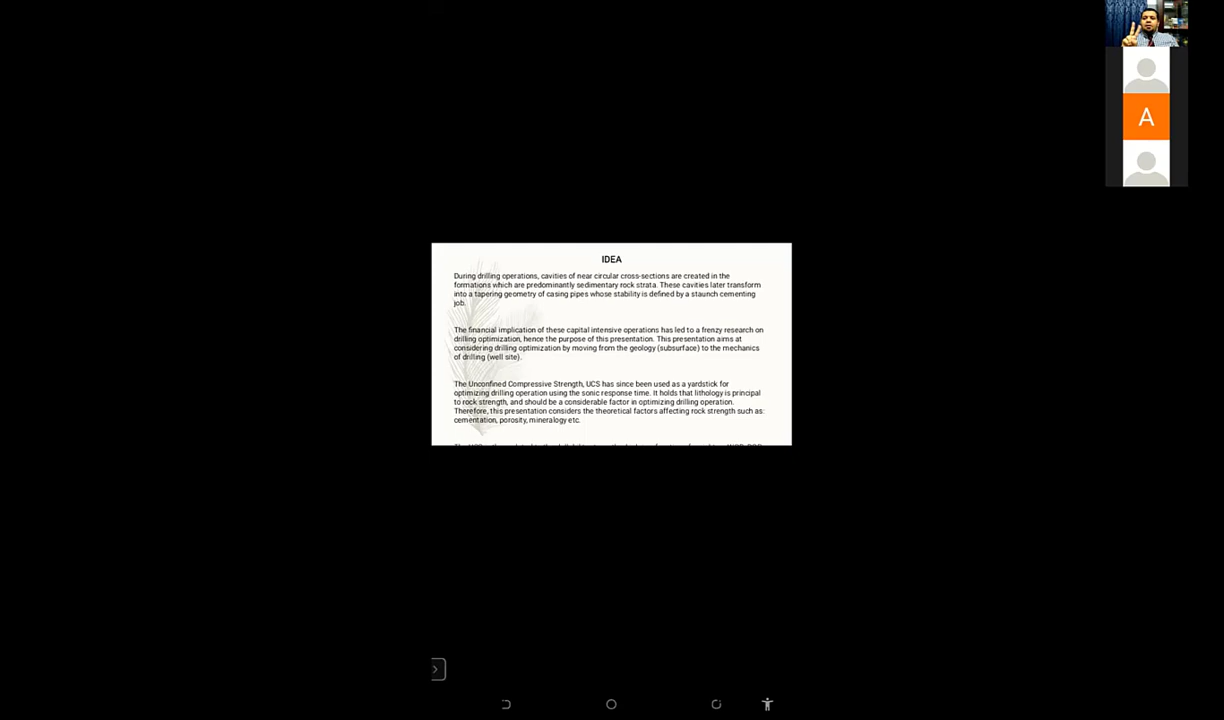 A
IDEA
During drilling operations, cavities of near circular cross-sections are created in the
formations which are predominantly sedimentary rock strata. These cavities later transform
into a tapering geometry of casing pipes whose stability is defined by a staunch cementing
job.
The financial implication of these capital intensive operations has led to a frenzy research on
drilling optimization, hence the purpose of this presentation. This presentation aims at
considering drilling optimization by moving from the geology (subsurface) to the mechanics
of drilling (well site).
The Unconfined Compressive Strength, UCS has since been used as a yardstick for
optimizing drilling operation using the sonic response time. It holds that lithology is principal
to rock strength, and should be a considerable factor in optimizing drilling operation.
Therefore, this presentation considers the theoretical factors affecting rock strength such as:
cementation, porosity, mineralogy etc.